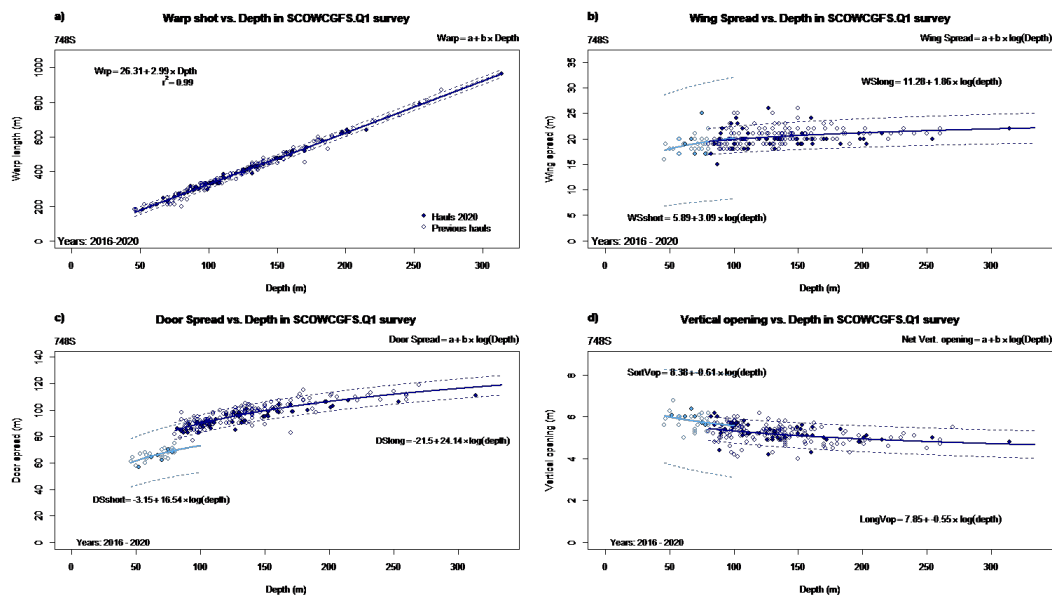 a) Warp shot vs. Depth in SCOWCGFS.Q1 survey
748S Warp = a + b × Depth
Wrp = 26.31 + 2.99 × Dpth
r² = 0.99
Warp length (m)
0 200 400 600 800 1000
Hauls 2020
Previous hauls
Years: 2016-2020
0 50 100 150 200 250 300
Depth (m)
b) Wing Spread vs. Depth in SCOWCGFS.Q1 survey
748S Wing Spread = a + b × log(Depth)
WSlong = 11.28 + 1.86 × log(depth)
Wing spread (m)
0 5 10 15 20 25 30 35
WSshort = 5.89 + 3.09 × log(depth)
Years: 2016 - 2020
0 50 100 150 200 250 300
Depth (m)
c) Door Spread vs. Depth in SCOWCGFS.Q1 survey
748S Door Spread = a + b × log(Depth)
Door spread (m)
0 20 40 60 80 100 120 140
DSlong = -21.5 + 24.14 × log(depth)
DSshort = -3.15 + 16.54 × log(depth)
Years: 2016 - 2020
0 50 100 150 200 250 300
Depth (m)
d) Vertical opening vs. Depth in SCOWCGFS.Q1 survey
748S Net Vert. opening = a + b × log(Depth)
SortVop = 8.38 + -0.61 × log(depth)
Vertical opening (m)
0 2 4 6 8
LongVop = 7.85 + -0.55 × log(depth)
Years: 2016 - 2020
0 50 100 150 200 250 300
Depth (m)